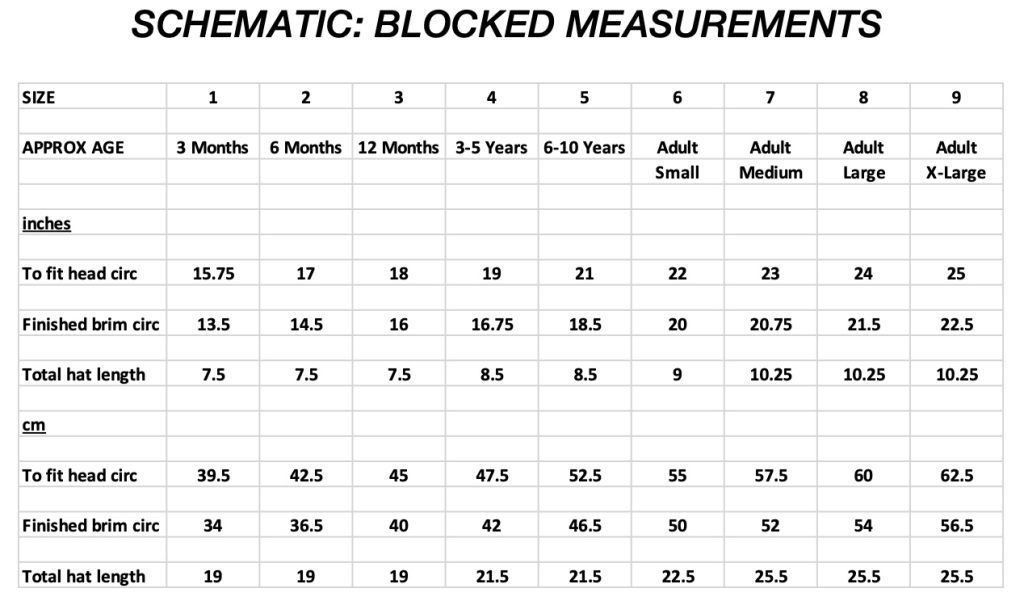 SCHEMATIC: BLOCKED MEASUREMENTS
SIZE 1 2 3 4 5 6 7 8 9
APPROX AGE 3 Months 6 Months 12 Months 3-5 Years 6-10 Years Adult Adult Adult Adult
Small Medium Large X-Large
inches
To fit head circ 15.75 17 18 19 21 22 23 24 25
Finished brim circ 13.5 14.5 16 16.75 18.5 20 20.75 21.5 22.5
Total hat length 7.5 7.5 7.5 8.5 8.5 9 10.25 10.25 10.25
cm
To fit head circ 39.5 42.5 45 47.5 52.5 55 57.5 60 62.5
Finished brim circ 34 36.5 40 42 46.5 50 52 54 56.5
Total hat length 19 19 19 21.5 21.5 22.5 25.5 25.5 25.5